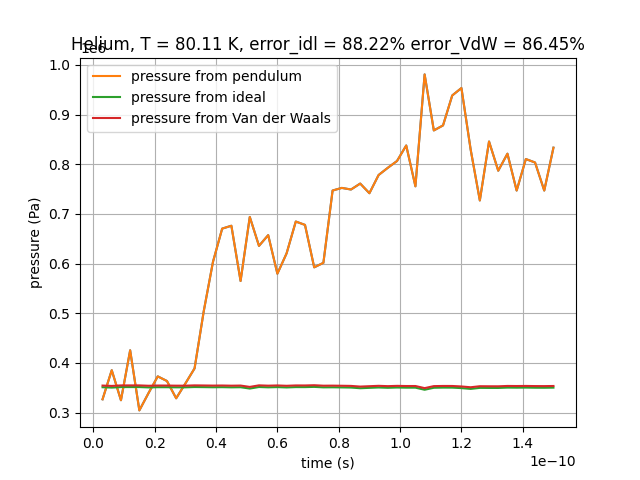 Helium, T = 80.11 K, error_idl = 88.22% error_VdW = 86.45%
1e6
pressure from pendulum
pressure from ideal
pressure from Van der Waals
1.0
0.9
0.8
0.7
0.6
0.5
0.4
0.3
pressure (Pa)
0.0 0.2 0.4 0.6 0.8 1.0 1.2 1.4
time (s)
1e−10